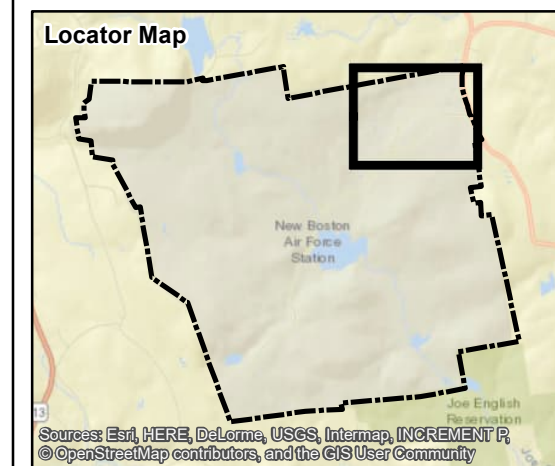 Locator Map
New Boston
Air Force
Station
13
Joe English
Reservation
Sources: Esri, HERE, DeLorme, USGS, Intermap, INCREMENT P,
© OpenStreetMap contributors, and the GIS User Community